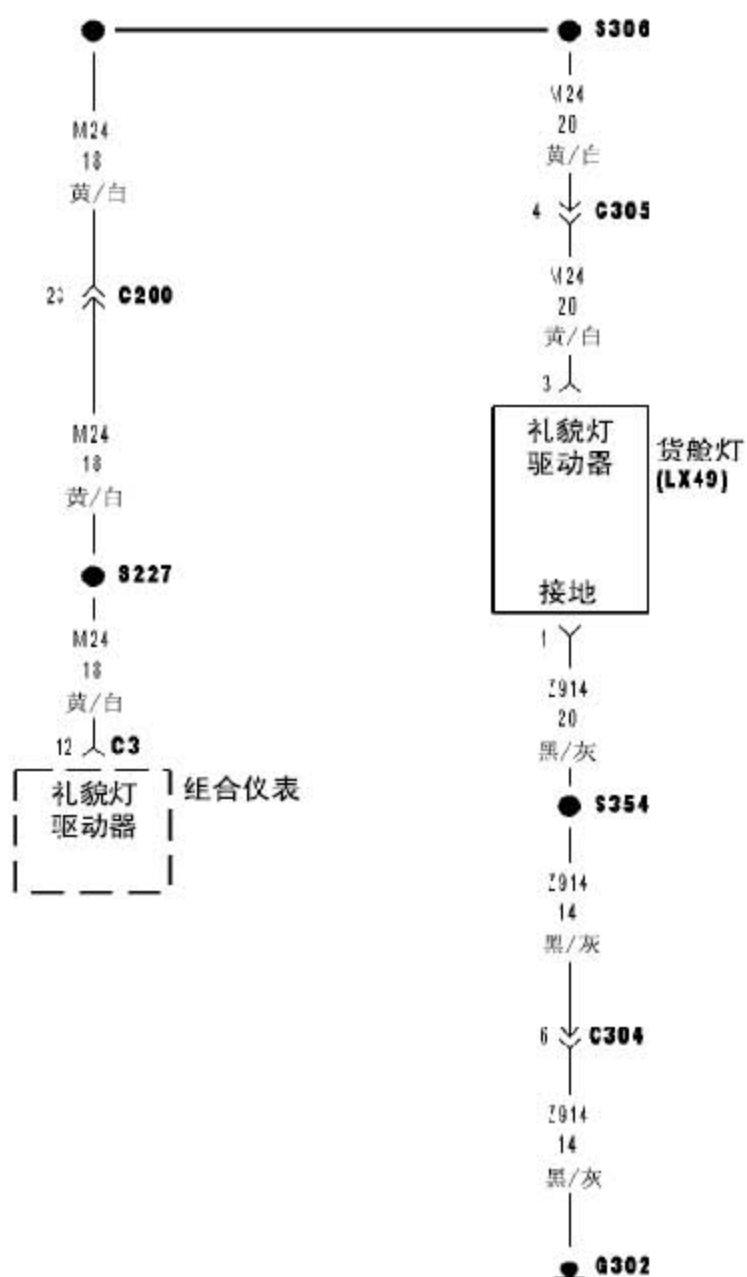 S306
M24
18
黄/白
C200
M24
18
黄/白
S227
M24
18
黄/白
12 C3
礼貌灯
驱动器
组合仪表
M24
20
黄/白
4 C305
M24
20
黄/白
3
礼貌灯
驱动器
货舱灯
(LX49)
接地
1
Z914
20
黑/灰
S354
Z914
14
黑/灰
6 C304
Z914
14
黑/灰
G302